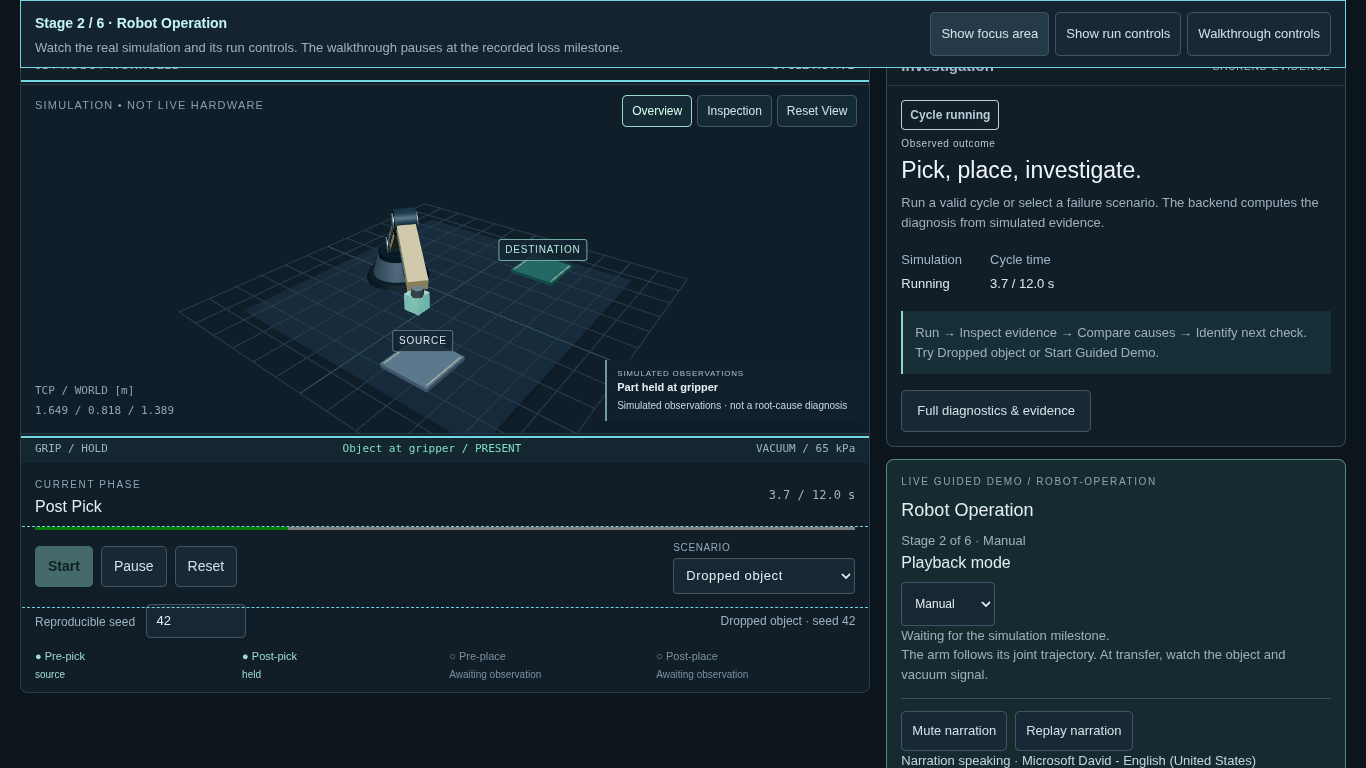 Stage 2 / 6 · Robot Operation
Watch the real simulation and its run controls. The walkthrough pauses at the recorded loss milestone.
Show focus area
Show run controls
Walkthrough controls
SIMULATION • NOT LIVE HARDWARE
Overview
Inspection
Reset View
DESTINATION
SOURCE
TCP / WORLD [m]
1.649 / 0.818 / 1.389
SIMULATED OBSERVATIONS
Part held at gripper
Simulated observations · not a root-cause diagnosis
GRIP / HOLD
Object at gripper / PRESENT
VACUUM / 65 kPa
CURRENT PHASE
Post Pick
3.7 / 12.0 s
Start
Pause
Reset
SCENARIO
Dropped object
Reproducible seed
42
Dropped object · seed 42
● Pre-pick
source
● Post-pick
held
○ Pre-place
Awaiting observation
○ Post-place
Awaiting observation
Investigation
BACKEND EVIDENCE
Cycle running
Observed outcome
Pick, place, investigate.
Run a valid cycle or select a failure scenario. The backend computes the
diagnosis from simulated evidence.
Simulation
Cycle time
Running
3.7 / 12.0 s
Run → Inspect evidence → Compare causes → Identify next check.
Try Dropped object or Start Guided Demo.
Full diagnostics & evidence
LIVE GUIDED DEMO / ROBOT-OPERATION
Robot Operation
Stage 2 of 6 · Manual
Playback mode
Manual
Waiting for the simulation milestone.
The arm follows its joint trajectory. At transfer, watch the object and
vacuum signal.
Mute narration
Replay narration
Narration speaking · Microsoft David - English (United States)